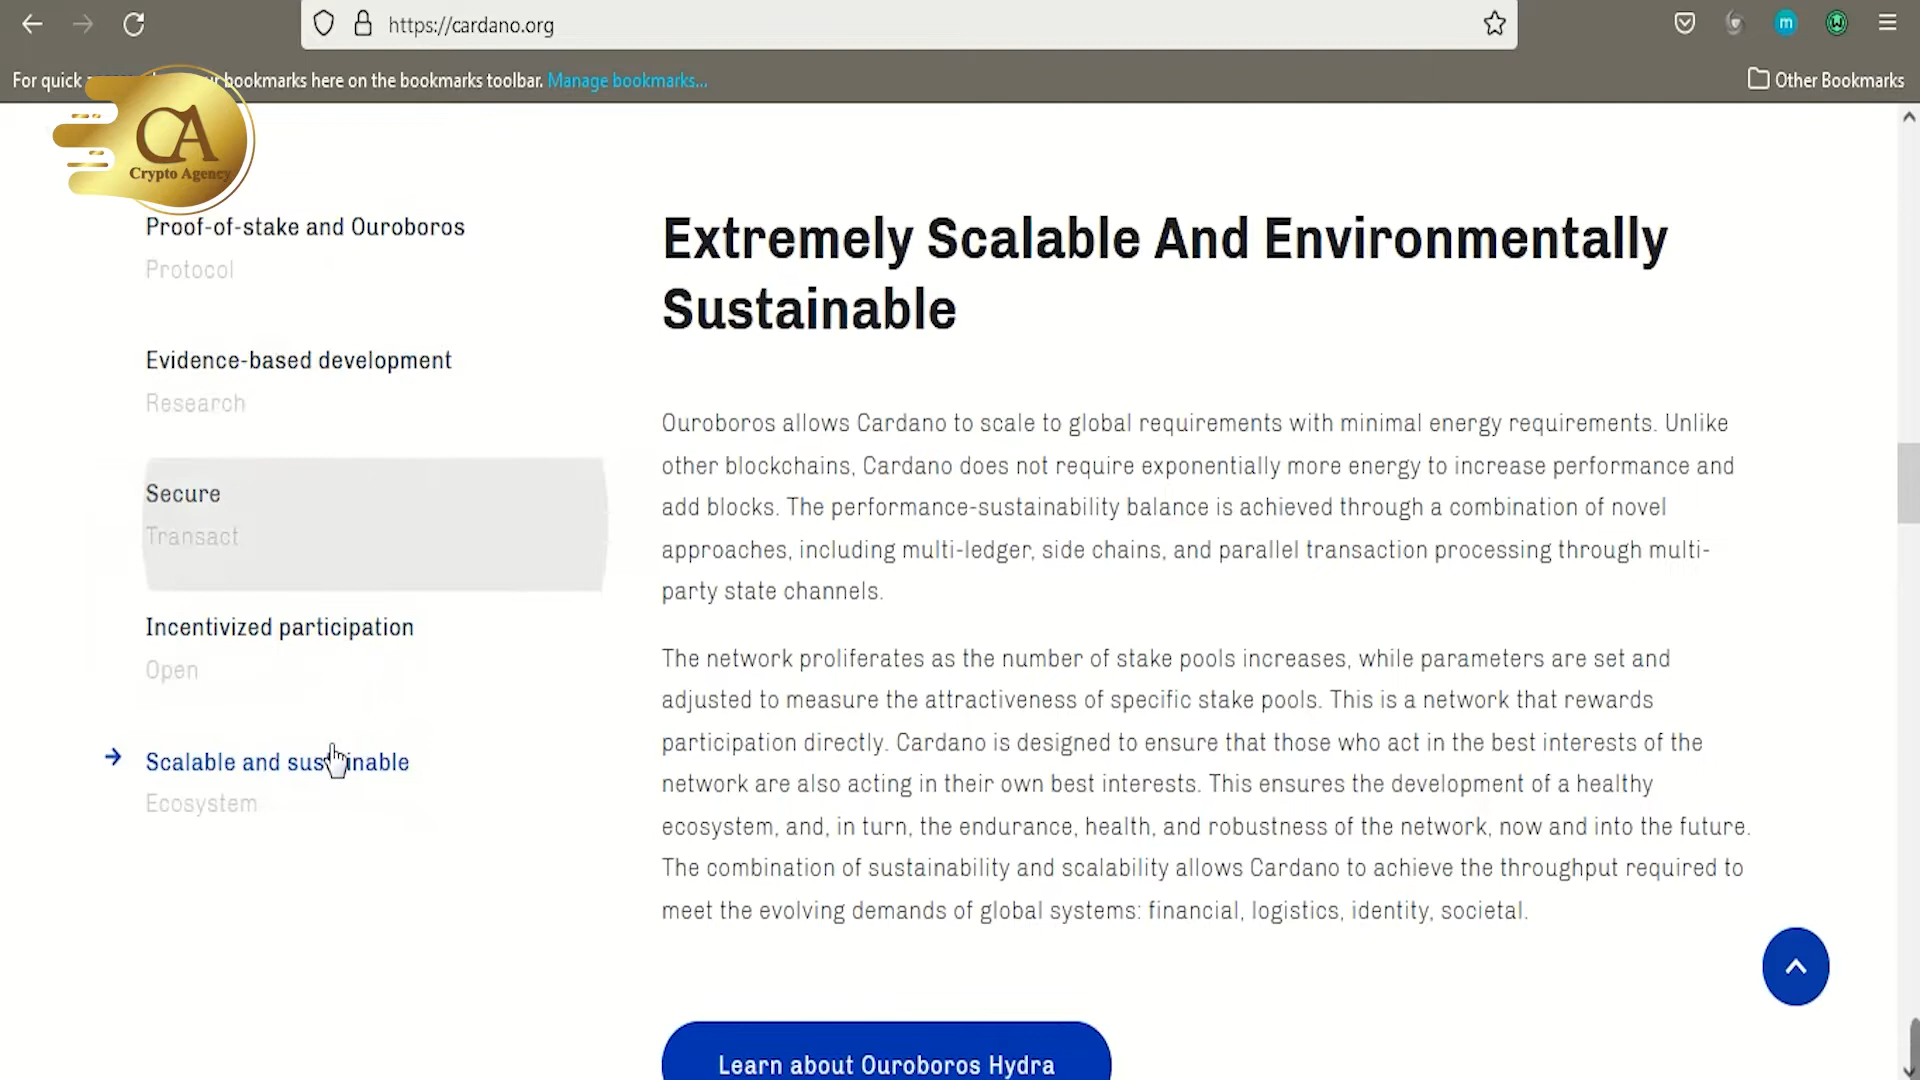 https://cardano.org
For quick bookmarks here on the bookmarks toolbar. Manage bookmarks...
Other Bookmarks
CA
Crypto Agency
Proof-of-stake and Ouroboros
Protocol
Evidence-based development
Research
Secure
Transact
Incentivized participation
Open
Scalable and sustainable
Ecosystem
Extremely Scalable And Environmentally
Sustainable
Ouroboros allows Cardano to scale to global requirements with minimal energy requirements. Unlike
other blockchains, Cardano does not require exponentially more energy to increase performance and
add blocks. The performance-sustainability balance is achieved through a combination of novel
approaches, including multi-ledger, side chains, and parallel transaction processing through multi-
party state channels.
The network proliferates as the number of stake pools increases, while parameters are set and
adjusted to measure the attractiveness of specific stake pools. This is a network that rewards
participation directly. Cardano is designed to ensure that those who act in the best interests of the
network are also acting in their own best interests. This ensures the development of a healthy
ecosystem, and, in turn, the endurance, health, and robustness of the network, now and into the future.
The combination of sustainability and scalability allows Cardano to achieve the throughput required to
meet the evolving demands of global systems: financial, logistics, identity, societal.
Learn about Ouroboros Hydra